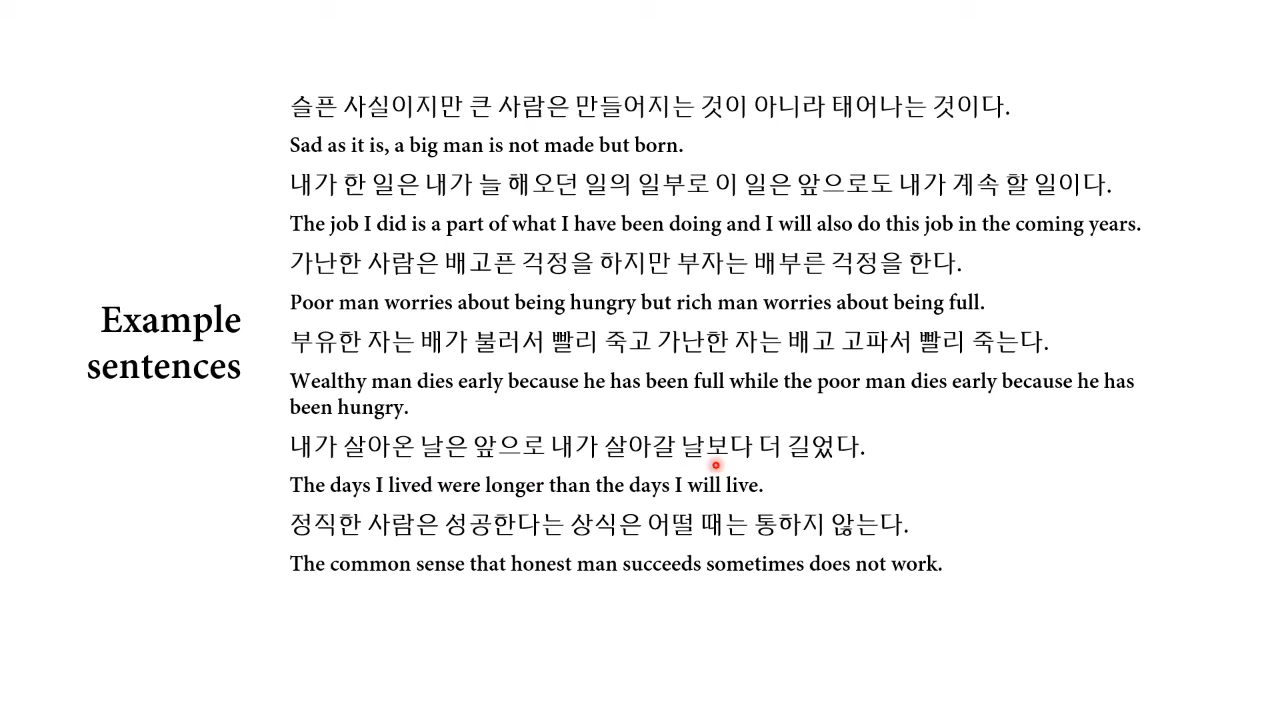 Example
sentences
슬픈 사실이지만 큰 사람은 만들어지는 것이 아니라 태어나는 것이다.
Sad as it is, a big man is not made but born.
내가 한 일은 내가 늘 해오던 일의 일부로 이 일은 앞으로도 내가 계속 할 일이다.
The job I did is a part of what I have been doing and I will also do this job in the coming years.
가난한 사람은 배고픈 걱정을 하지만 부자는 배부른 걱정을 한다.
Poor man worries about being hungry but rich man worries about being full.
부유한 자는 배가 불러서 빨리 죽고 가난한 자는 배고 고파서 빨리 죽는다.
Wealthy man dies early because he has been full while the poor man dies early because he has
been hungry.
내가 살아온 날은 앞으로 내가 살아갈 날보다 더 길었다.
The days I lived were longer than the days I will live.
정직한 사람은 성공한다는 상식은 어떨 때는 통하지 않는다.
The common sense that honest man succeeds sometimes does not work.